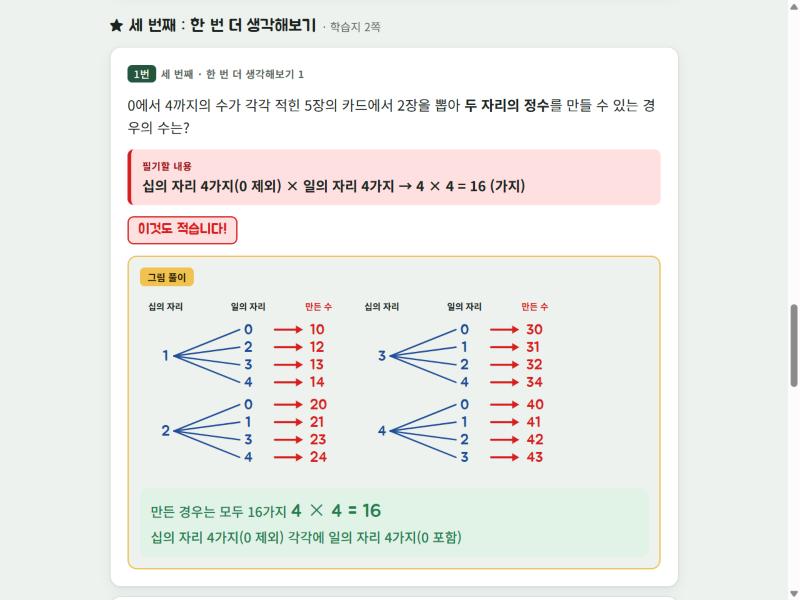 ★ 세 번째 : 한 번 더 생각해보기 · 학습지 2쪽
1번 세 번째 · 한 번 더 생각해보기 1
0에서 4까지의 수가 각각 적힌 5장의 카드에서 2장을 뽑아 두 자리의 정수를 만들 수 있는 경
우의 수는?
필기할 내용
십의 자리 4가지(0 제외) × 일의 자리 4가지 → 4 × 4 = 16 (가지)
이것도 적습니다!
그림 풀이
십의 자리 일의 자리 만든 수 십의 자리 일의 자리 만든 수
0 → 10 0 → 30
2 → 12 1 → 31
1 3
3 → 13 2 → 32
4 → 14 4 → 34
0 → 20 0 → 40
1 → 21 1 → 41
2 4
3 → 23 2 → 42
4 → 24 3 → 43
만든 경우는 모두 16가지 4 × 4 = 16
십의 자리 4가지(0 제외) 각각에 일의 자리 4가지(0 포함)